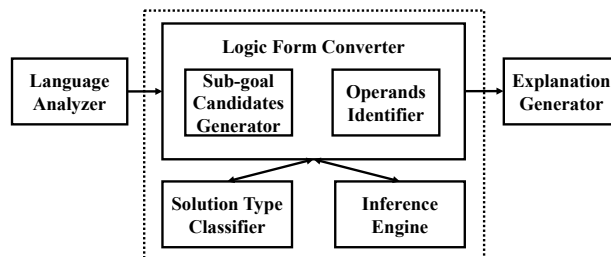 Logic Form Converter
Language
Analyzer
Sub-goal
Candidates
Generator
Operands
Identifier
Explanation
Generator
Solution Type
Classifier
Inference
Engine